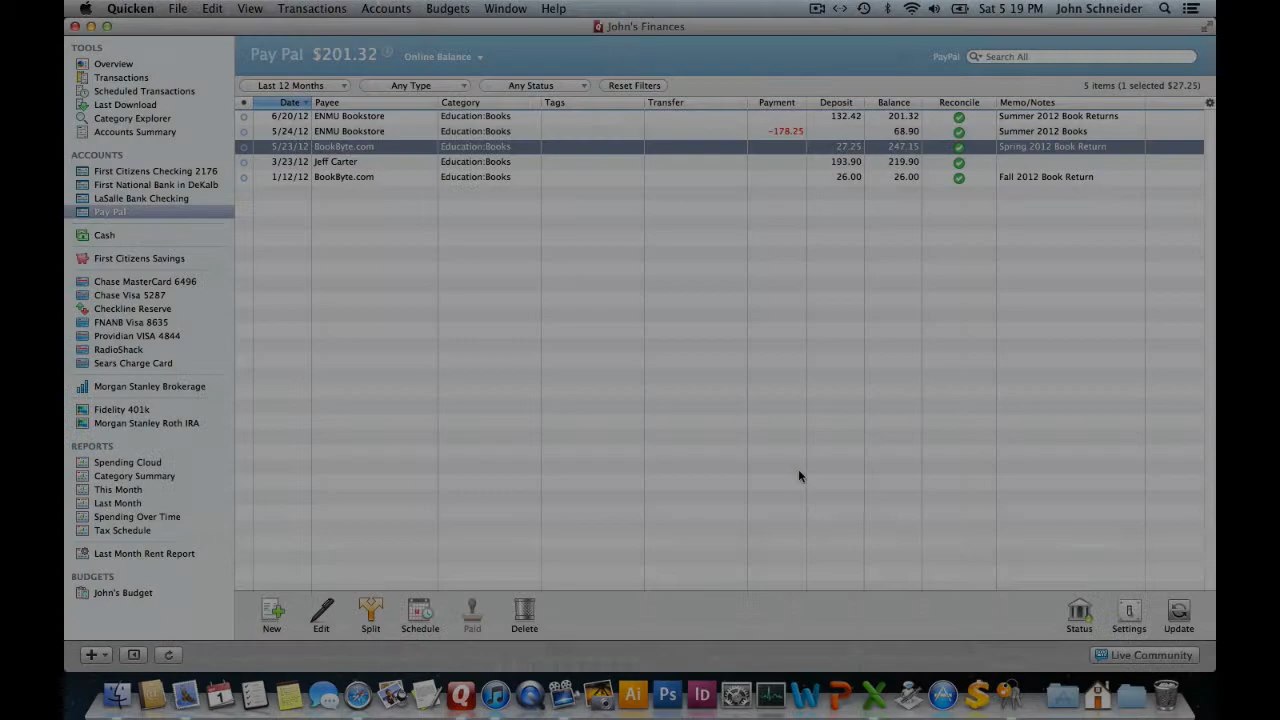 Quicken File Edit View Transactions Accounts Budgets Window Help Sat 5 19 PM John Schneider
John's Finances
TOOLS
Overview
Transactions
Scheduled Transactions
Last Download
Category Explorer
Accounts Summary
ACCOUNTS
First Citizens Checking 2176
First National Bank in DeKalb
LaSalle Bank Checking
Pay Pal
Cash
First Citizens Savings
Chase MasterCard 6496
Chase Visa 5287
Checkline Reserve
FNANB Visa 8635
Providian VISA 4844
RadioShack
Sears Charge Card
Morgan Stanley Brokerage
Fidelity 401k
Morgan Stanley Roth IRA
REPORTS
Spending Cloud
Category Summary
This Month
Last Month
Spending Over Time
Tax Schedule
Last Month Rent Report
BUDGETS
John's Budget
Pay Pal $201.32 Online Balance PayPal Search All
Last 12 Months Any Type Any Status Reset Filters 5 items (1 selected $27.25)
Date Payee Category Tags Transfer Payment Deposit Balance Reconcile Memo/Notes
6/20/12 ENMU Bookstore Education:Books 132.42 201.32 Summer 2012 Book Returns
5/24/12 ENMU Bookstore Education:Books -178.25 68.90 Summer 2012 Books
5/23/12 BookByte.com Education:Books 27.25 247.15 Spring 2012 Book Return
3/23/12 Jeff Carter Education:Books 193.90 219.90
1/12/12 BookByte.com Education:Books 26.00 26.00 Fall 2012 Book Return
New Edit Split Schedule Paid Delete Status Settings Update
Live Community
1 Ai Ps Id W P X S